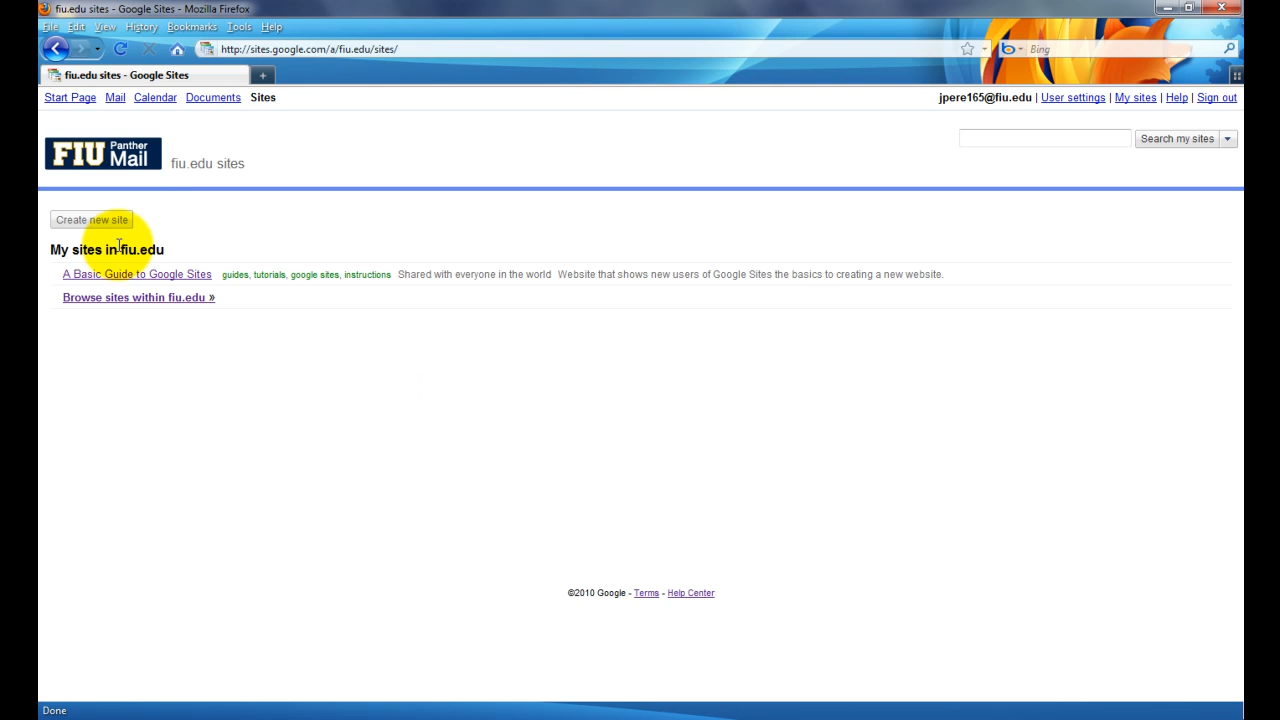 fiu.edu sites - Google Sites - Mozilla Firefox
File Edit View History Bookmarks Tools Help
http://sites.google.com/a/fiu.edu/sites/ Bing
fiu.edu sites - Google Sites +
Start Page Mail Calendar Documents Sites jpere165@fiu.edu | User settings | My sites | Help | Sign out
FIU Panther Mail fiu.edu sites Search my sites
Create new site
My sites in fiu.edu
A Basic Guide to Google Sites guides, tutorials, google sites, instructions Shared with everyone in the world Website that shows new users of Google Sites the basics to creating a new website.
Browse sites within fiu.edu »
©2010 Google - Terms - Help Center
Done